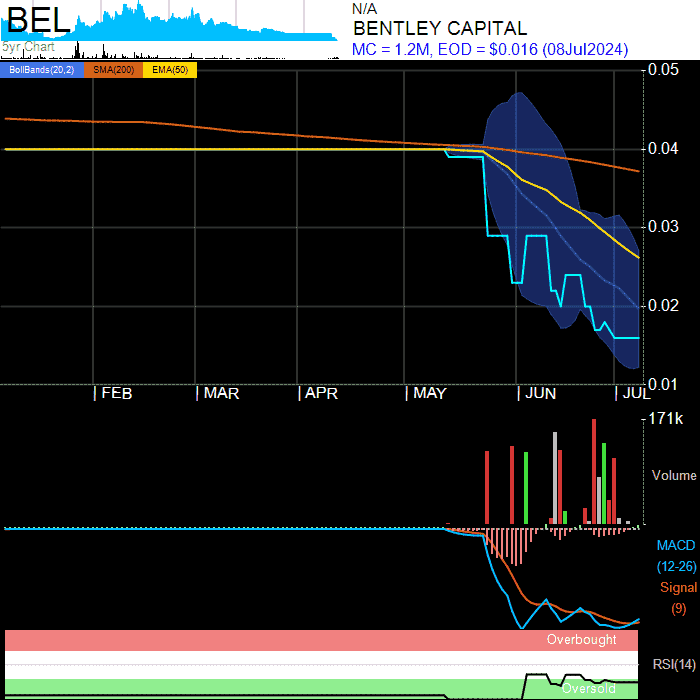 BEL
5yr Chart
N/A
BENTLEY CAPITAL
MC = 1.2M, EOD = $0.016 (08Jul2024)
BollBands(20,2) SMA(200) EMA(50)
0.05
0.04
0.03
0.02
0.01
FEB MAR APR MAY JUN JUL
171k
Volume
MACD
(12-26)
Signal
(9)
Overbought
RSI(14)
Oversold